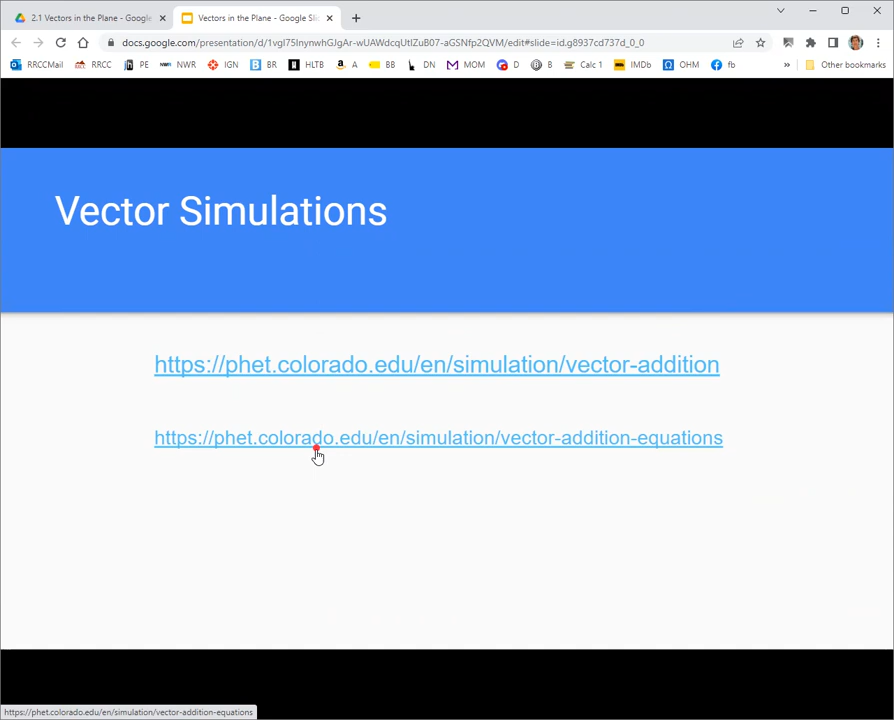 2.1 Vectors in the Plane - Google
Vectors in the Plane - Google Slid
docs.google.com/presentation/d/1vgI75InynwhGJgAr-wUAWdcqUtlZuB07-aGSNfp2QVM/edit#slide=id.g8937cd737d_0_0
RRCCMail RRCC PE NWR IGN BR HLTB A BB DN MOM D B Calc 1 IMDb OHM fb » Other bookmarks
Vector Simulations
https://phet.colorado.edu/en/simulation/vector-addition
https://phet.colorado.edu/en/simulation/vector-addition-equations
https://phet.colorado.edu/en/simulation/vector-addition-equations